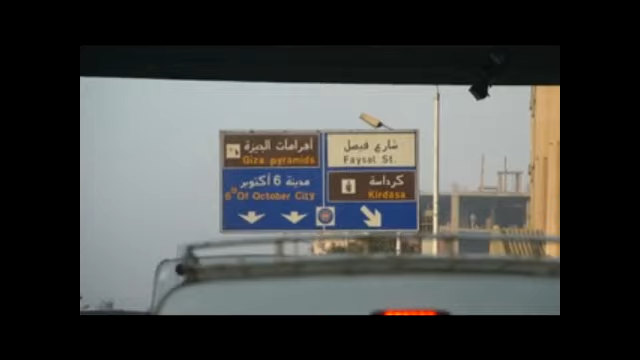 أهرامات الجيزة
Giza pyramids
مدينة 6 أكتوبر
6th Of October City
شارع فيصل
Faysal St.
كرداسة
Kirdasa